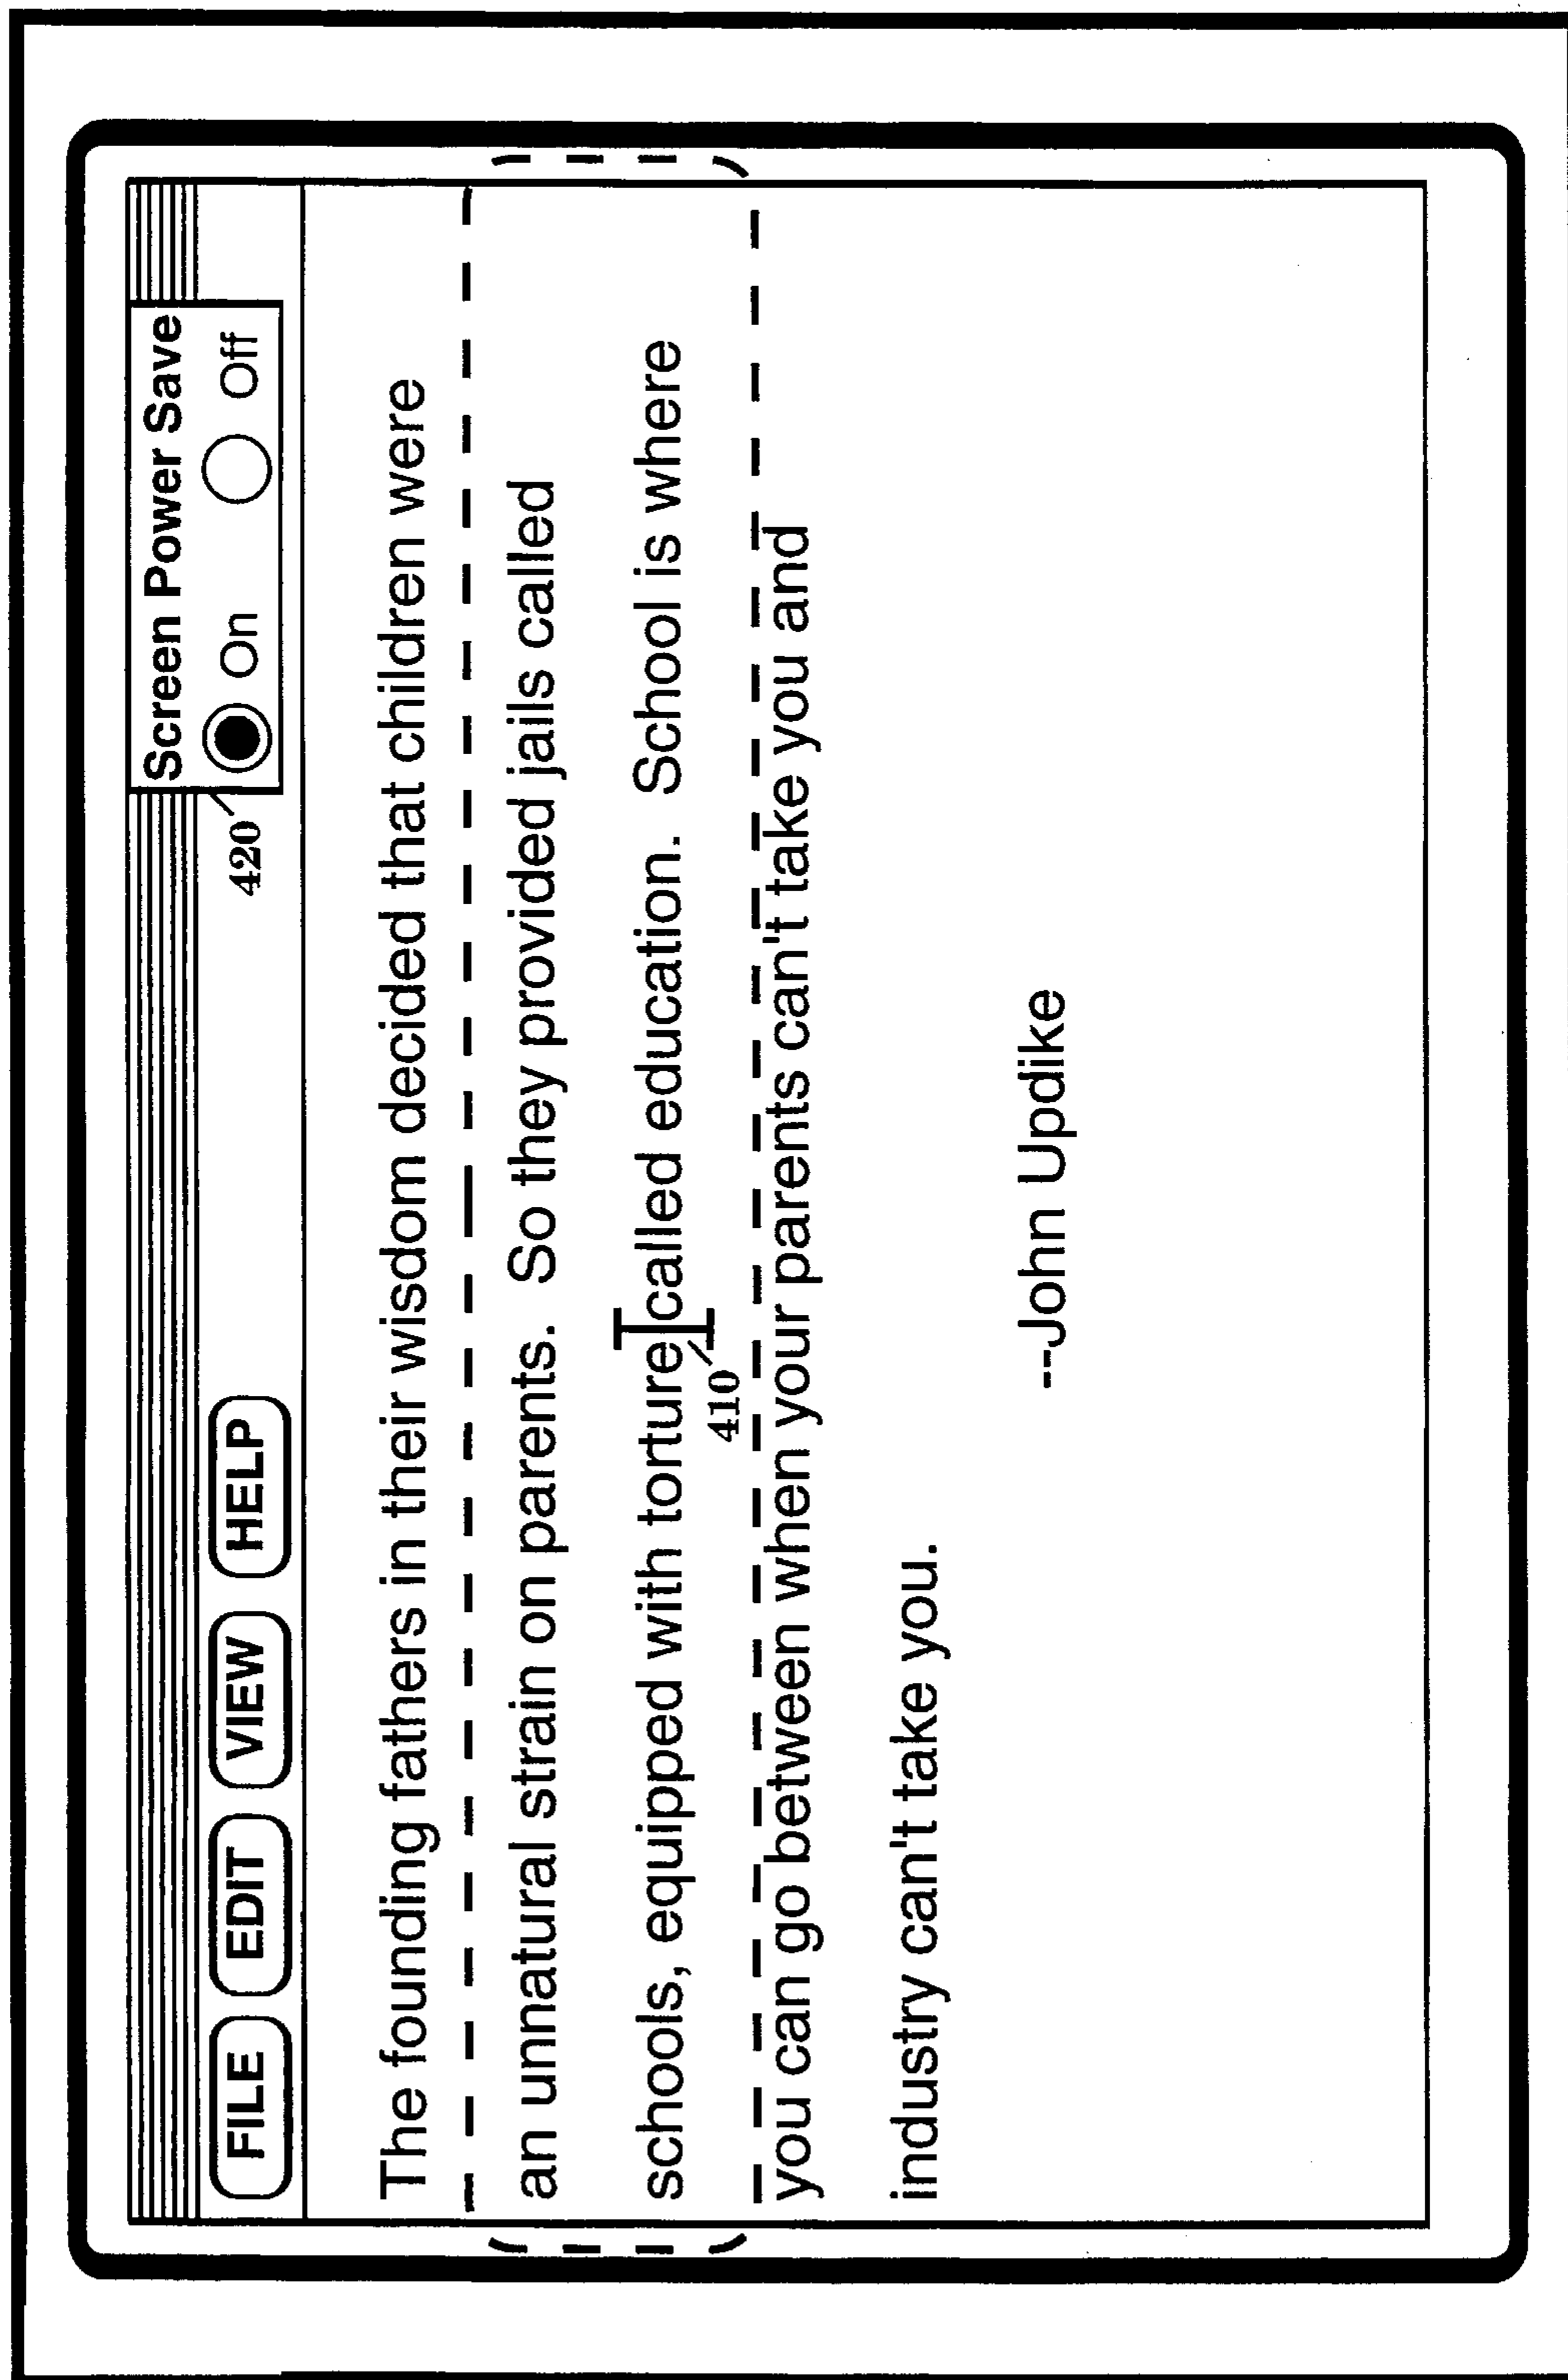 Screen Power Save
On Off
420
FILE EDIT VIEW HELP
The founding fathers in their wisdom decided that children were
an unnatural strain on parents.  So they provided jails called
schools, equipped with torture called education.  School is where
410
you can go between when your parents can't take you and
industry can't take you.
--John Updike